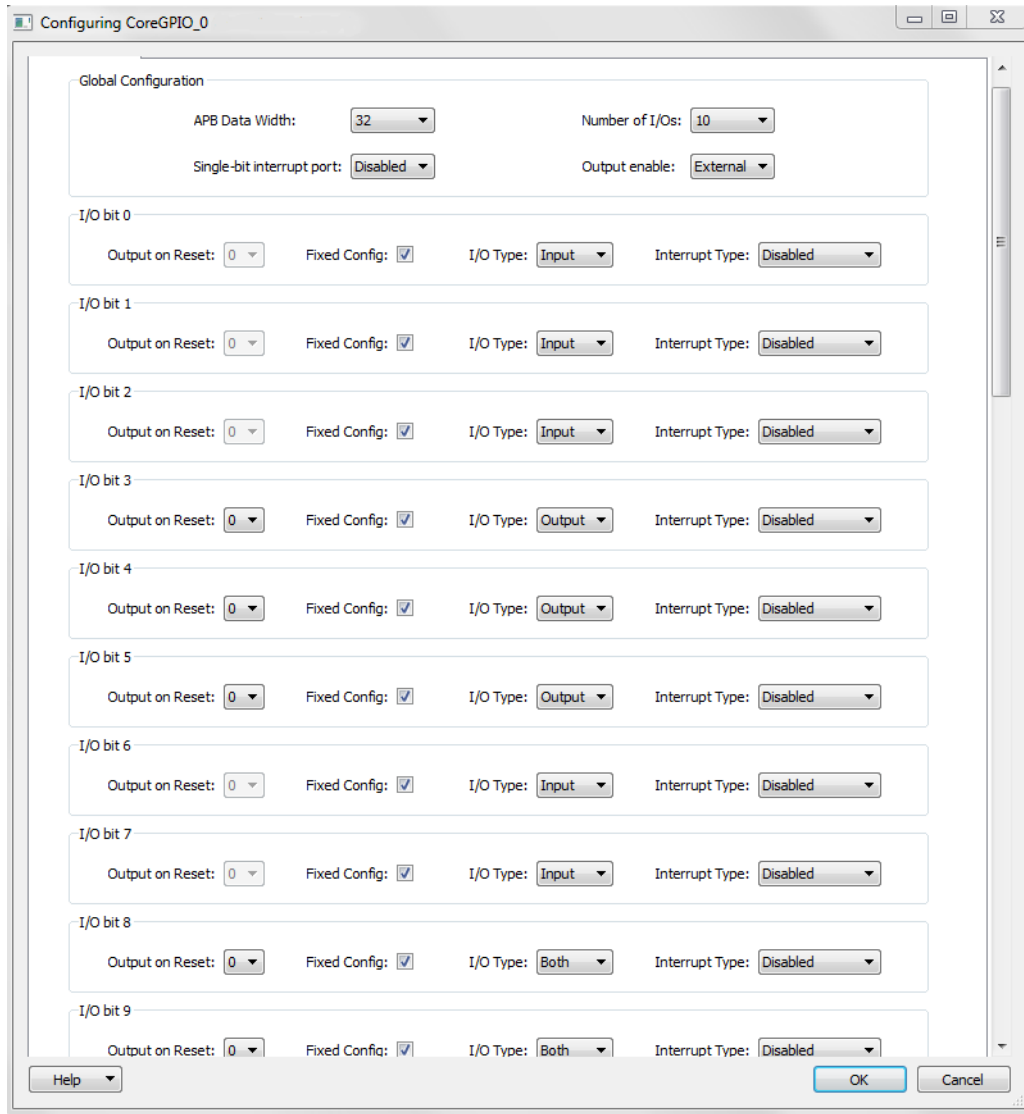 Configuring CoreGPIO_0
Global Configuration
APB Data Width: 32 Number of I/Os: 10
Single-bit interrupt port: Disabled Output enable: External
I/O bit 0
Output on Reset: 0 Fixed Config: I/O Type: Input Interrupt Type: Disabled
I/O bit 1
Output on Reset: 0 Fixed Config: I/O Type: Input Interrupt Type: Disabled
I/O bit 2
Output on Reset: 0 Fixed Config: I/O Type: Input Interrupt Type: Disabled
I/O bit 3
Output on Reset: 0 Fixed Config: I/O Type: Output Interrupt Type: Disabled
I/O bit 4
Output on Reset: 0 Fixed Config: I/O Type: Output Interrupt Type: Disabled
I/O bit 5
Output on Reset: 0 Fixed Config: I/O Type: Output Interrupt Type: Disabled
I/O bit 6
Output on Reset: 0 Fixed Config: I/O Type: Input Interrupt Type: Disabled
I/O bit 7
Output on Reset: 0 Fixed Config: I/O Type: Input Interrupt Type: Disabled
I/O bit 8
Output on Reset: 0 Fixed Config: I/O Type: Both Interrupt Type: Disabled
I/O bit 9
Output on Reset: 0 Fixed Config: I/O Type: Both Interrupt Type: Disabled
Help OK Cancel